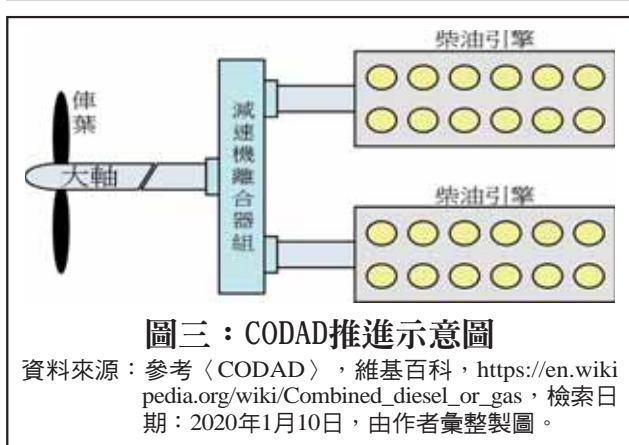 柴油引擎
俥葉
大軸
減速機離合器組
柴油引擎
圖三：CODAD推進示意圖
資料來源：參考〈CODAD〉，維基百科，https://en.wiki
pedia.org/wiki/Combined_diesel_or_gas，檢索日
期：2020年1月10日，由作者彙整製圖。